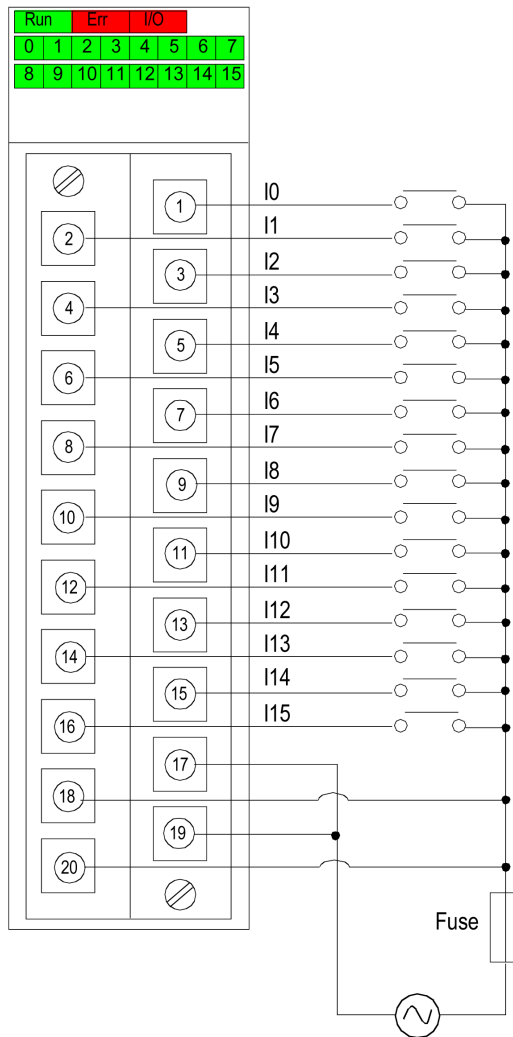 Run Err I/O
0 1 2 3 4 5 6 7
8 9 10 11 12 13 14 15
1 I0
2 I1
3 I2
4 I3
5 I4
6 I5
7 I6
8 I7
9 I8
10 I9
11 I10
12 I11
13 I12
14 I13
15 I14
16 I15
17
18
19
20
Fuse